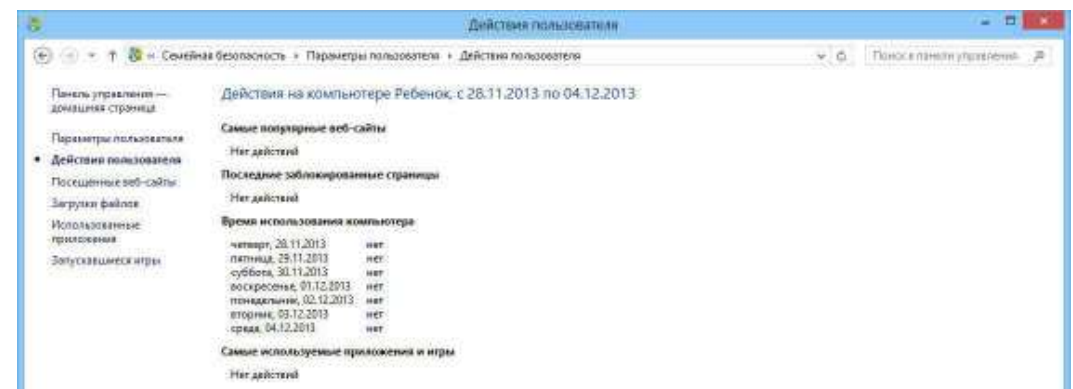 Действия пользователя
Семейная безопасность › Параметры пользователя › Действия пользователя
Поиск в панели управления
Панель управления —
домашняя страница
Параметры пользователя
Действия пользователя
Посещенные веб-сайты
Загрузки файлов
Использованные
приложения
Запускавшиеся игры
Действия на компьютере Ребенок, с 28.11.2013 по 04.12.2013
Самые популярные веб-сайты
Нет действий
Последние заблокированные страницы
Нет действий
Время использования компьютера
четверг, 28.11.2013 нет
пятница, 29.11.2013 нет
суббота, 30.11.2013 нет
воскресенье, 01.12.2013 нет
понедельник, 02.12.2013 нет
вторник, 03.12.2013 нет
среда, 04.12.2013 нет
Самые используемые приложения и игры
Нет действий